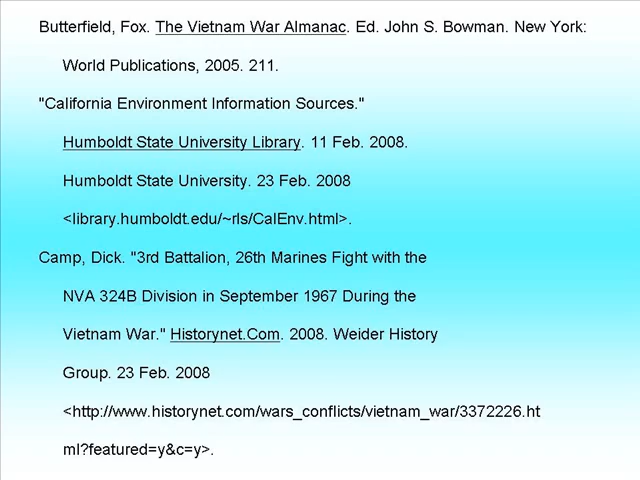 Butterfield, Fox. The Vietnam War Almanac. Ed. John S. Bowman. New York:
World Publications, 2005. 211.
"California Environment Information Sources."
Humboldt State University Library. 11 Feb. 2008.
Humboldt State University. 23 Feb. 2008
<library.humboldt.edu/~rls/CalEnv.html>.
Camp, Dick. "3rd Battalion, 26th Marines Fight with the
NVA 324B Division in September 1967 During the
Vietnam War." Historynet.Com. 2008. Weider History
Group. 23 Feb. 2008
<http://www.historynet.com/wars_conflicts/vietnam_war/3372226.ht
ml?featured=y&c=y>.